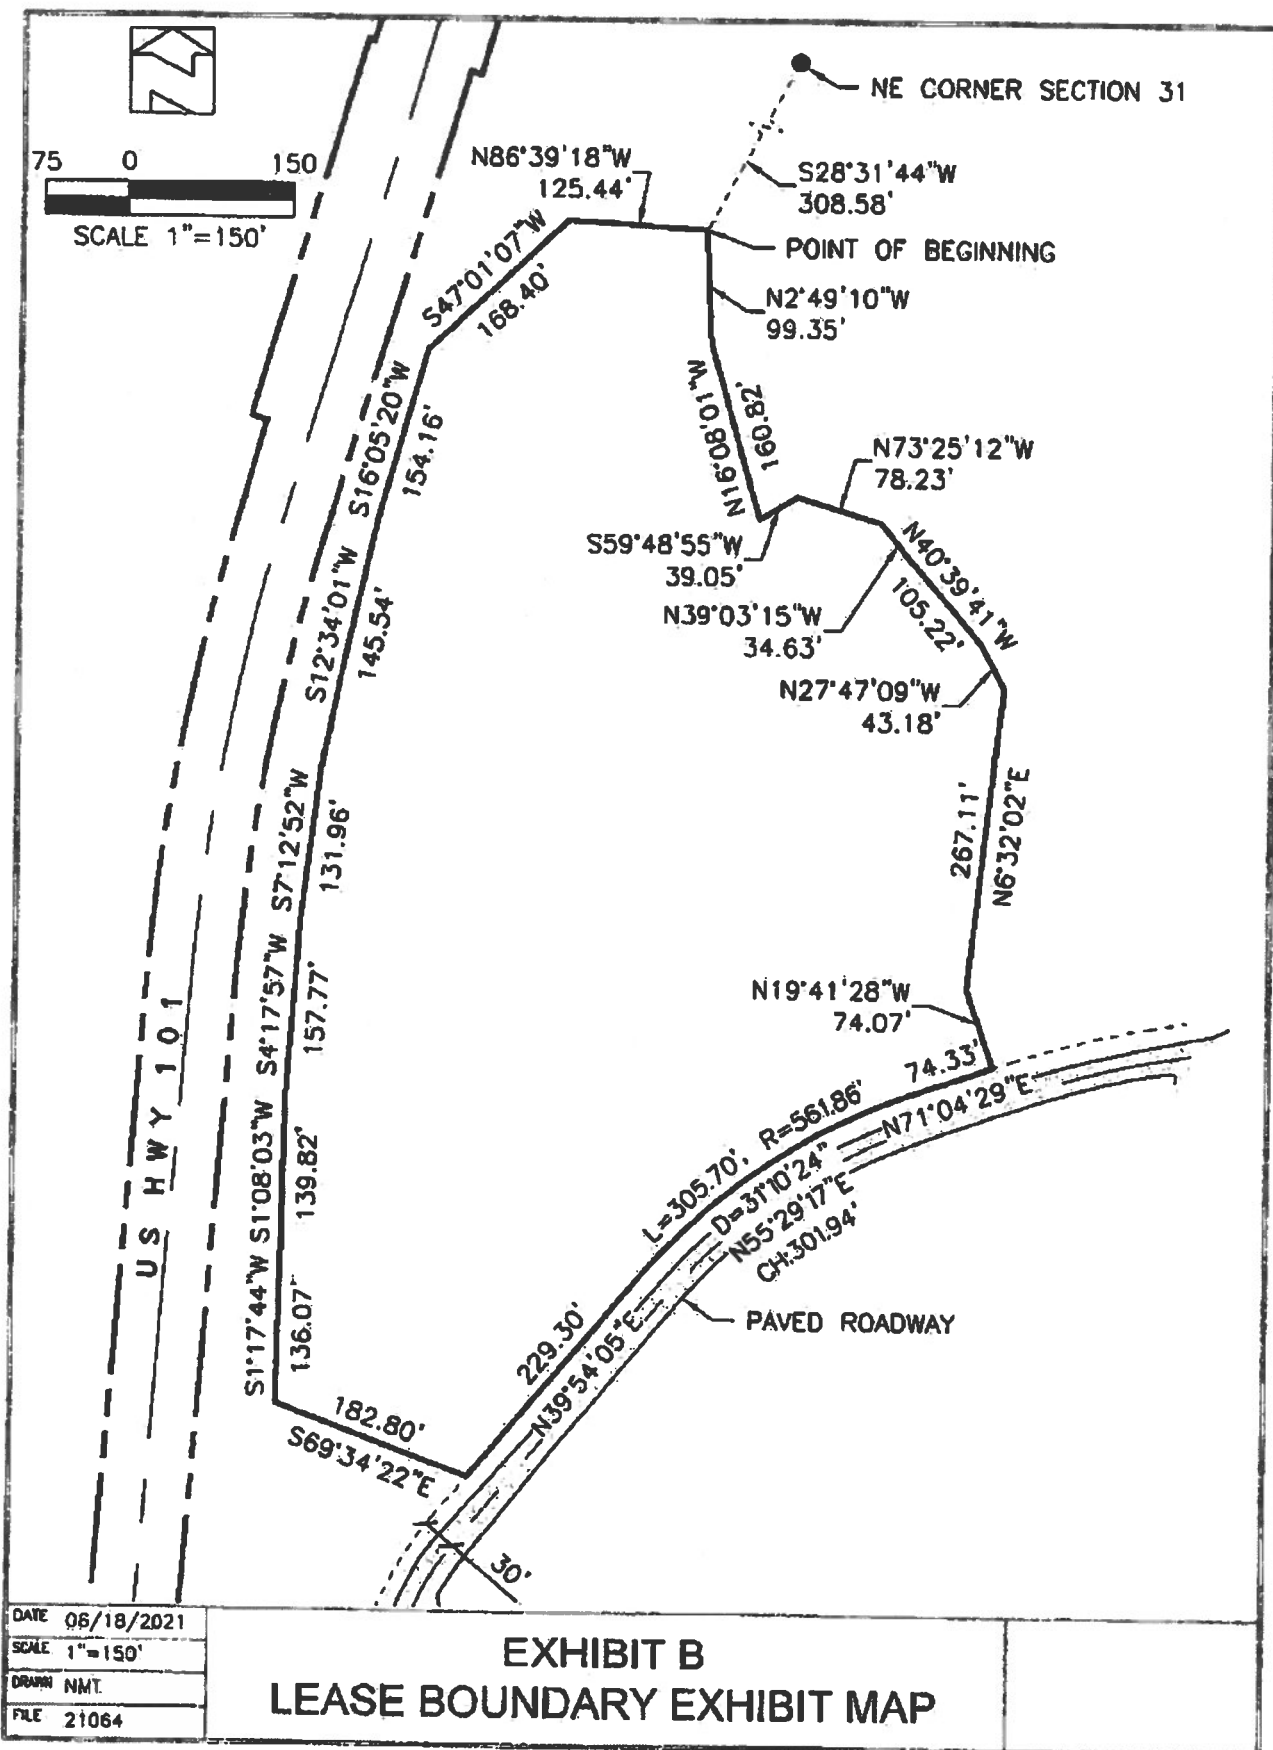 NE CORNER SECTION 31
75 0 150
SCALE 1"=150'
N86°39'18"W
125.44'
S28°31'44"W
308.58'
POINT OF BEGINNING
S47°01'07"W
168.40'
N2°49'10"W
99.35'
S16°05'20"W
154.16'
N16°08'01"W
160.82'
N73°25'12"W
78.23'
S59°48'55"W
39.05'
N40°39'41"W
105.22'
N39°03'15"W
34.63'
S12°34'01"W
145.54'
N27°47'09"W
43.18'
S7°12'52"W
131.96'
267.11'
N6°32'02"E
S4°17'57"W
157.77'
N19°41'28"W
74.07'
US HWY 101
74.33'
N71°04'29"E
S1°08'03"W
139.82'
L=305.70', R=561.86'
D=31°10'24"
N55°29'17"E
CH:301.94'
S1°17'44"W
136.07'
PAVED ROADWAY
229.30'
N39°54'05"E
182.80'
S69°34'22"E
30'
DATE 06/18/2021
SCALE 1"=150'
DRAWN NMT.
FILE 21064
EXHIBIT B
LEASE BOUNDARY EXHIBIT MAP